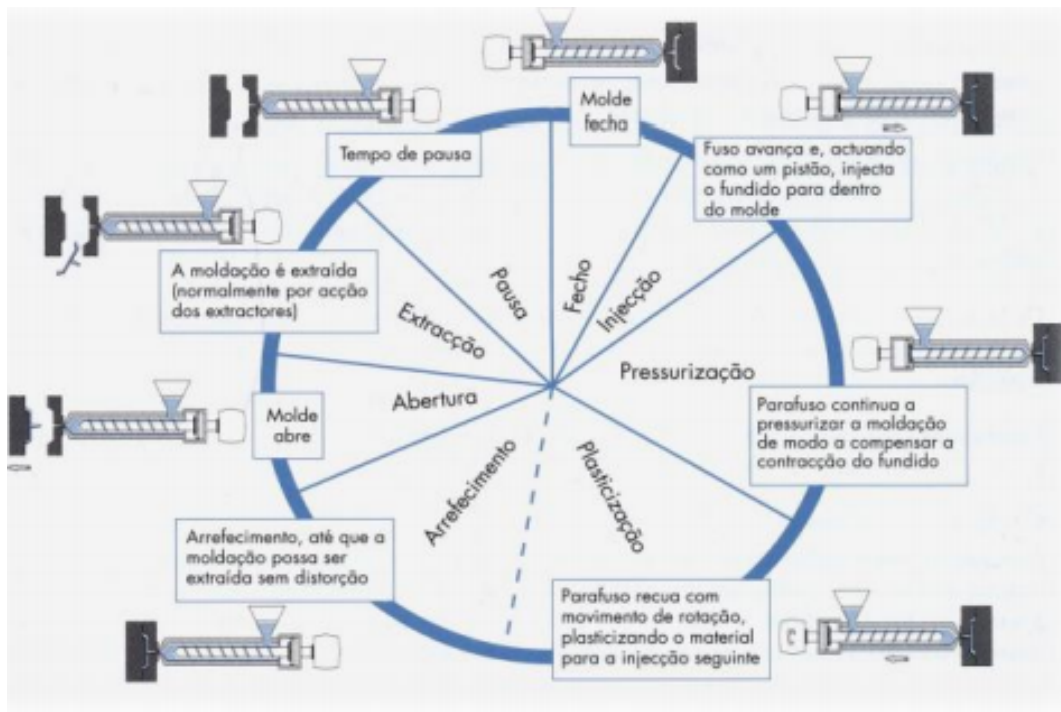 Molde
fecha
Fuso avança e, actuando
como um pistão, injecta
o fundido para dentro
do molde
Tempo de pausa
A moldação é extraída
(normalmente por acção
dos extractores)
Pausa
Fecho
Injecção
Extracção
Pressurização
Abertura
Molde
abre
Parafuso continua a
pressurizar a moldação
de modo a compensar a
contracção do fundido
Arrefecimento
Plasticização
Arrefecimento, até que a
moldação possa ser
extraída sem distorção
Parafuso recua com
movimento de rotação,
plasticizando o material
para a injecção seguinte